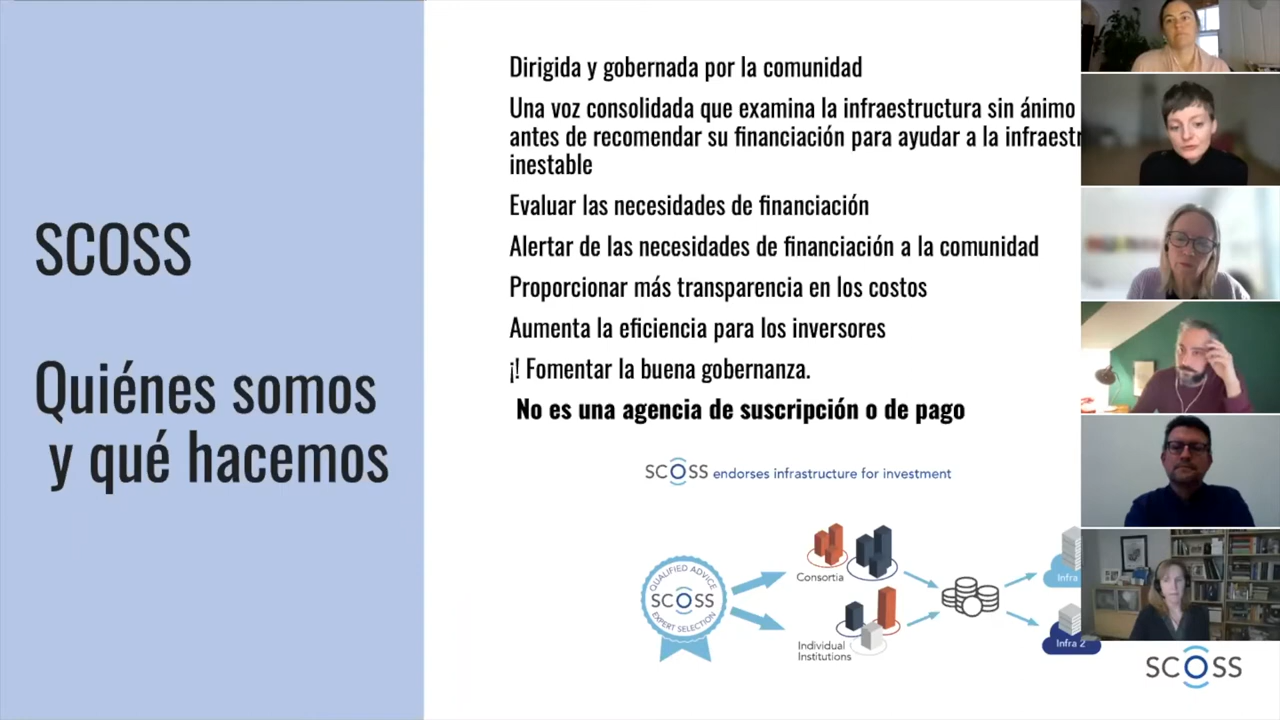 SCOSS
Quiénes somos
y qué hacemos
Dirigida y gobernada por la comunidad
Una voz consolidada que examina la infraestructura sin ánimo
antes de recomendar su financiación para ayudar a la
inestable
Evaluar las necesidades de financiación
Alertar de las necesidades de financiación a la comunidad
Proporcionar más transparencia en los costos
Aumenta la eficiencia para los inversores
¡! Fomentar la buena gobernanza.
No es una agencia de suscripción o de pago
SCOSS endorses infrastructure for investment
QUALIFIED ADVICE
SCOSS
EXPERT SELECTION
Consortia
Individual
Institutions
Infra
Infra 2
SCOSS